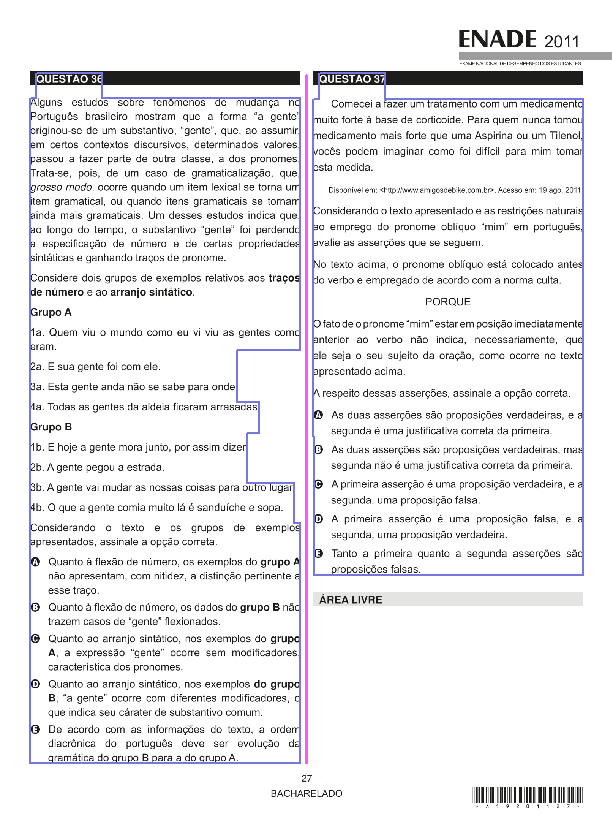 ENADE 2011
EXAME NACIONAL DE DESEMPENHO DOS ESTUDANTES
QUESTÃO 36
Alguns estudos sobre fenômenos de mudança no
Português brasileiro mostram que a forma “a gente”
originou-se de um substantivo, “gente”, que, ao assumir,
em certos contextos discursivos, determinados valores,
passou a fazer parte de outra classe, a dos pronomes.
Trata-se, pois, de um caso de gramaticalização, que,
grosso modo, ocorre quando um item lexical se torna um
item gramatical, ou quando itens gramaticais se tornam
ainda mais gramaticais. Um desses estudos indica que,
ao longo do tempo, o substantivo “gente” foi perdendo
a especificação de número e de certas propriedades
sintáticas e ganhando traços de pronome.
Considere dois grupos de exemplos relativos aos traços
de número e ao arranjo sintático.
Grupo A
1a. Quem viu o mundo como eu vi viu as gentes como
eram.
2a. E sua gente foi com ele.
3a. Esta gente anda não se sabe para onde.
4a. Todas as gentes da aldeia ficaram arrasadas.
Grupo B
1b. E hoje a gente mora junto, por assim dizer.
2b. A gente pegou a estrada.
3b. A gente vai mudar as nossas coisas para outro lugar.
4b. O que a gente comia muito lá é sanduíche e sopa.
Considerando o texto e os grupos de exemplos
apresentados, assinale a opção correta.
A Quanto à flexão de número, os exemplos do grupo A
não apresentam, com nitidez, a distinção pertinente a
esse traço.
B Quanto à flexão de número, os dados do grupo B não
trazem casos de “gente” flexionados.
C Quanto ao arranjo sintático, nos exemplos do grupo
A, a expressão “gente” ocorre sem modificadores,
característica dos pronomes.
D Quanto ao arranjo sintático, nos exemplos do grupo
B, “a gente” ocorre com diferentes modificadores, o
que indica seu cárater de substantivo comum.
E De acordo com as informações do texto, a ordem
diacrônica do português deve ser evolução da
gramática do grupo B para a do grupo A.
QUESTÃO 37
Comecei a fazer um tratamento com um medicamento
muito forte à base de corticoide. Para quem nunca tomou
medicamento mais forte que uma Aspirina ou um Tilenol,
vocês podem imaginar como foi difícil para mim tomar
esta medida.
Disponível em: <http://www.amigosdebike.com.br>. Acesso em: 19 ago. 2011.
Considerando o texto apresentado e as restrições naturais
ao emprego do pronome oblíquo “mim” em português,
avalie as asserções que se seguem.
No texto acima, o pronome oblíquo está colocado antes
do verbo e empregado de acordo com a norma culta.
PORQUE
O fato de o pronome “mim” estar em posição imediatamente
anterior ao verbo não indica, necessariamente, que
ele seja o seu sujeito da oração, como ocorre no texto
apresentado acima.
A respeito dessas asserções, assinale a opção correta.
A As duas asserções são proposições verdadeiras, e a
segunda é uma justificativa correta da primeira.
B As duas asserções são proposições verdadeiras, mas
segunda não é uma justificativa correta da primeira.
C A primeira asserção é uma proposição verdadeira, e a
segunda, uma proposição falsa.
D A primeira asserção é uma proposição falsa, e a
segunda, uma proposição verdadeira.
E Tanto a primeira quanto a segunda asserções são
proposições falsas.
ÁREA LIVRE
27
BACHARELADO